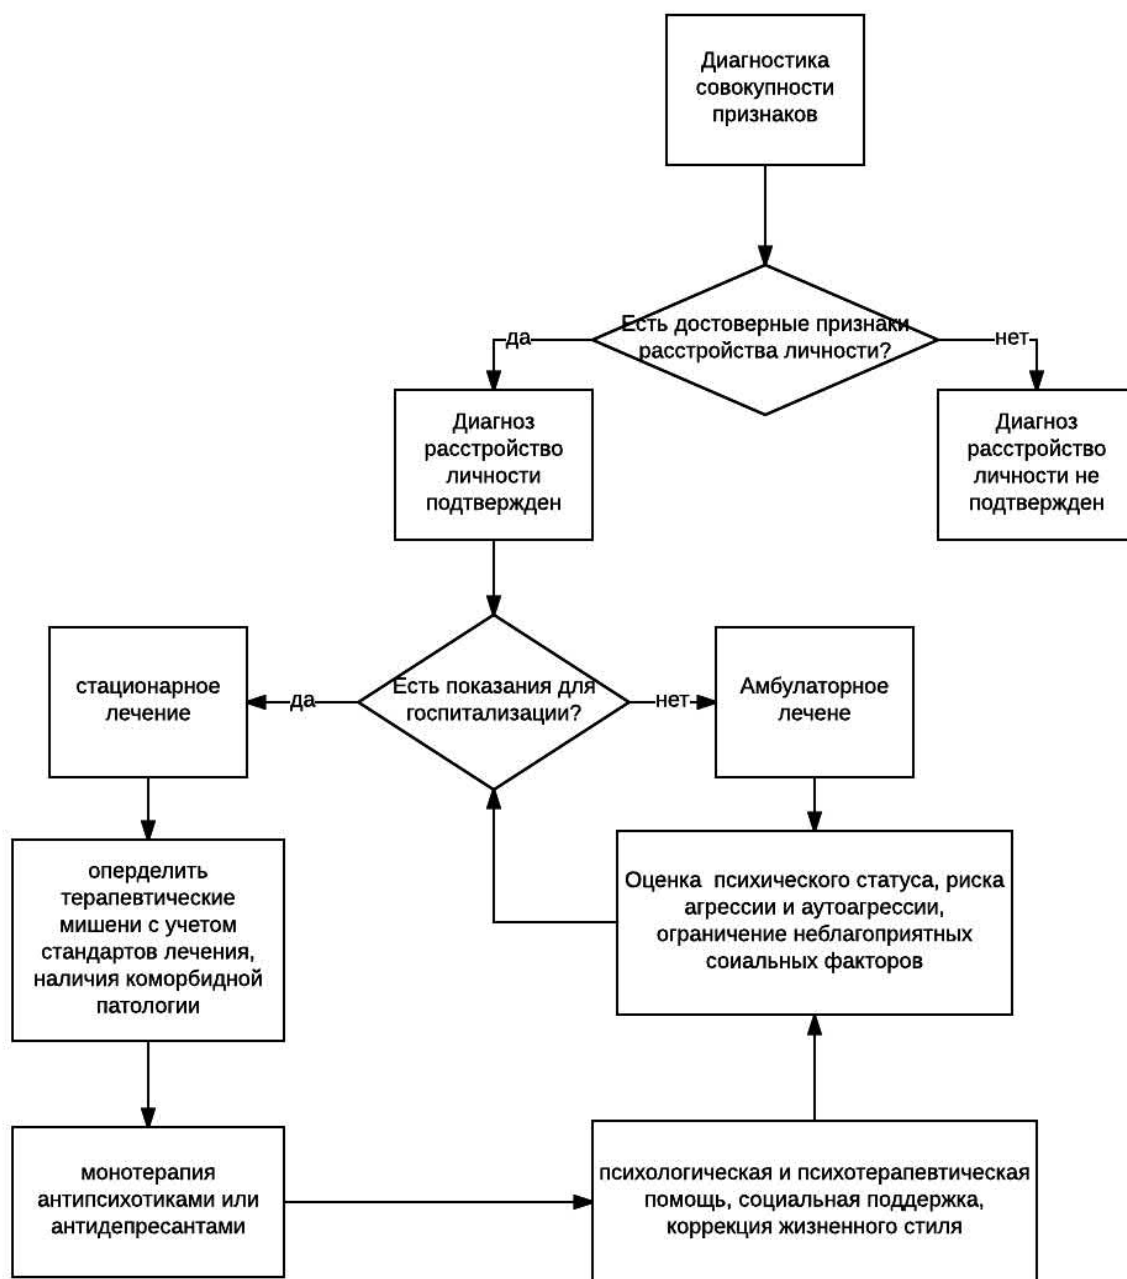 Диагностика
совокупности
признаков
Есть достоверные признаки
расстройства личности?
да
нет
Диагноз
расстройство
личности
подтвержден
Диагноз
расстройство
личности не
подтвержден
стационарное
лечение
да
Есть показания для
госпитализации?
нет
Амбулаторное
лечене
оперделить
терапевтические
мишени с учетом
стандартов лечения,
наличия коморбидной
патологии
Оценка психического статуса, риска
агрессии и аутоагрессии,
ограничение неблагоприятных
соиальных факторов
монотерапия
антипсихотиками или
антидепресантами
психологическая и психотерапевтическая
помощь, социальная поддержка,
коррекция жизненного стиля